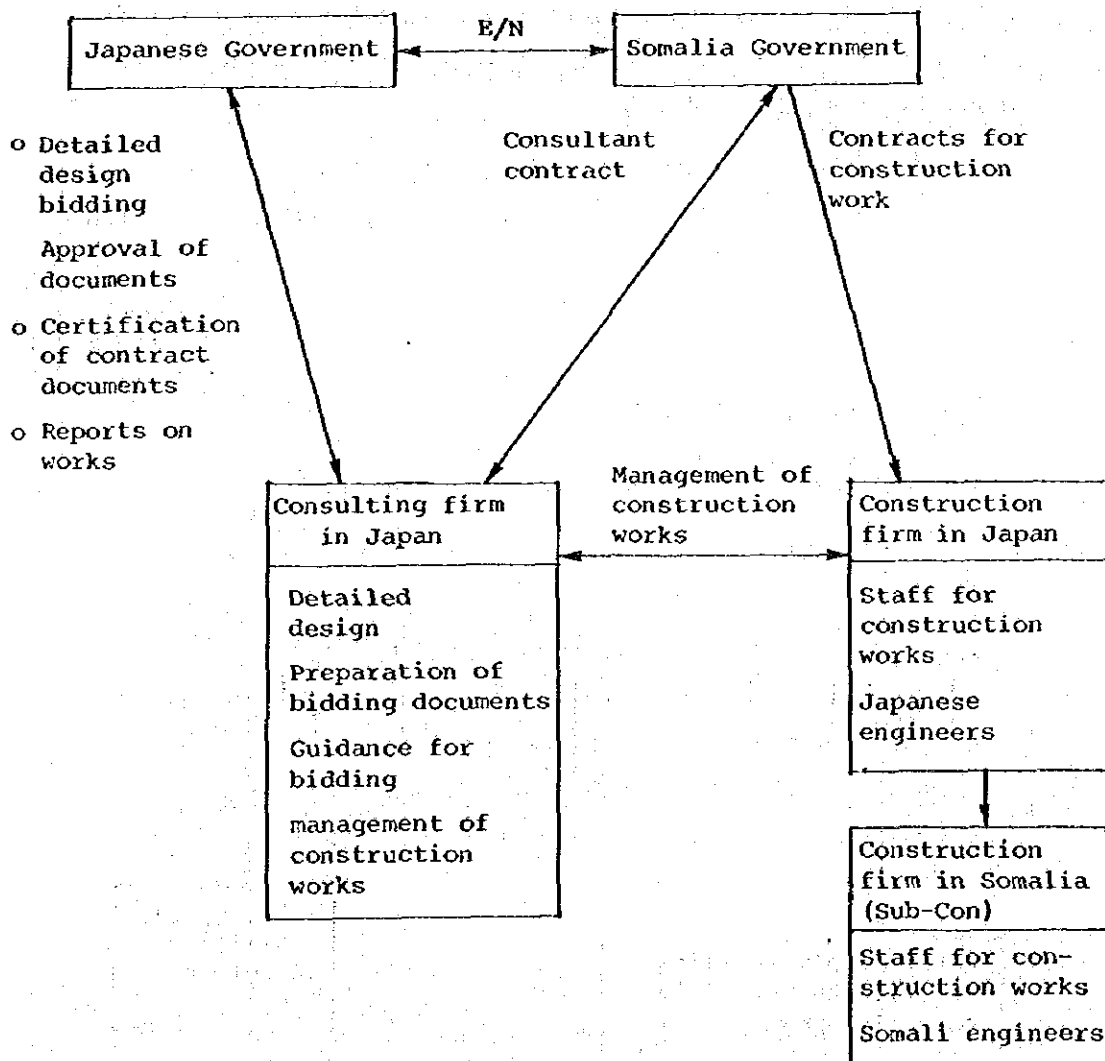 E/N
Japanese Government
Somalia Government
o Detailed
design
bidding
Approval of
documents
o Certification
of contract
documents
o Reports on
works
Consultant
contract
Contracts for
construction
work
Management of
construction
works
Consulting firm
in Japan
Detailed
design
Preparation of
bidding documents
Guidance for
bidding
management of
construction
works
Construction
firm in Japan
Staff for
construction
works
Japanese
engineers
Construction
firm in Somalia
(Sub-Con)
Staff for con-
struction works
Somali engineers